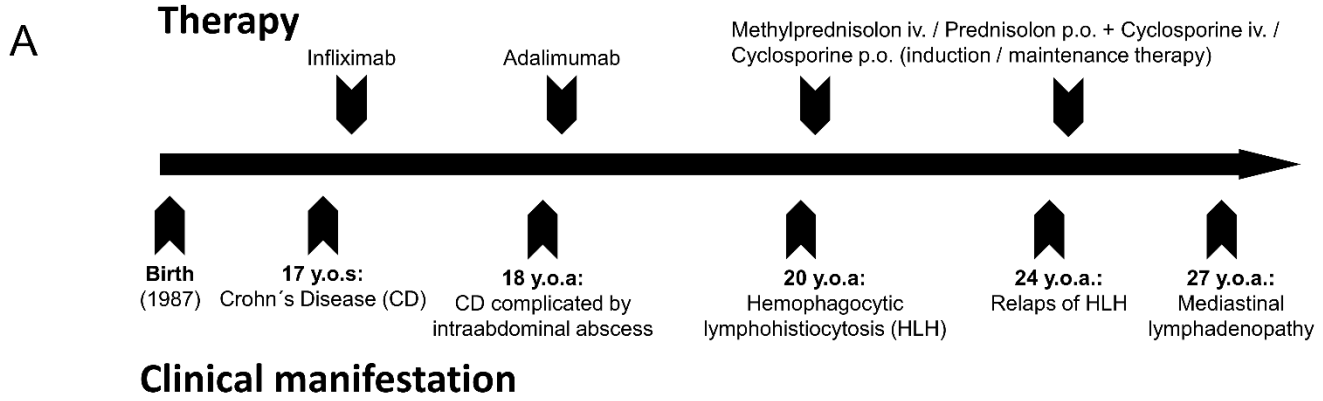 A
Therapy
Infliximab
Adalimumab
Methylprednisolon iv. / Prednisolon p.o. + Cyclosporine iv. /
Cyclosporine p.o. (induction / maintenance therapy)
Birth
(1987)
17 y.o.s:
Crohn´s Disease (CD)
18 y.o.a:
CD complicated by
intraabdominal abscess
20 y.o.a:
Hemophagocytic
lymphohistiocytosis (HLH)
24 y.o.a.:
Relaps of HLH
27 y.o.a.:
Mediastinal
lymphadenopathy
Clinical manifestation